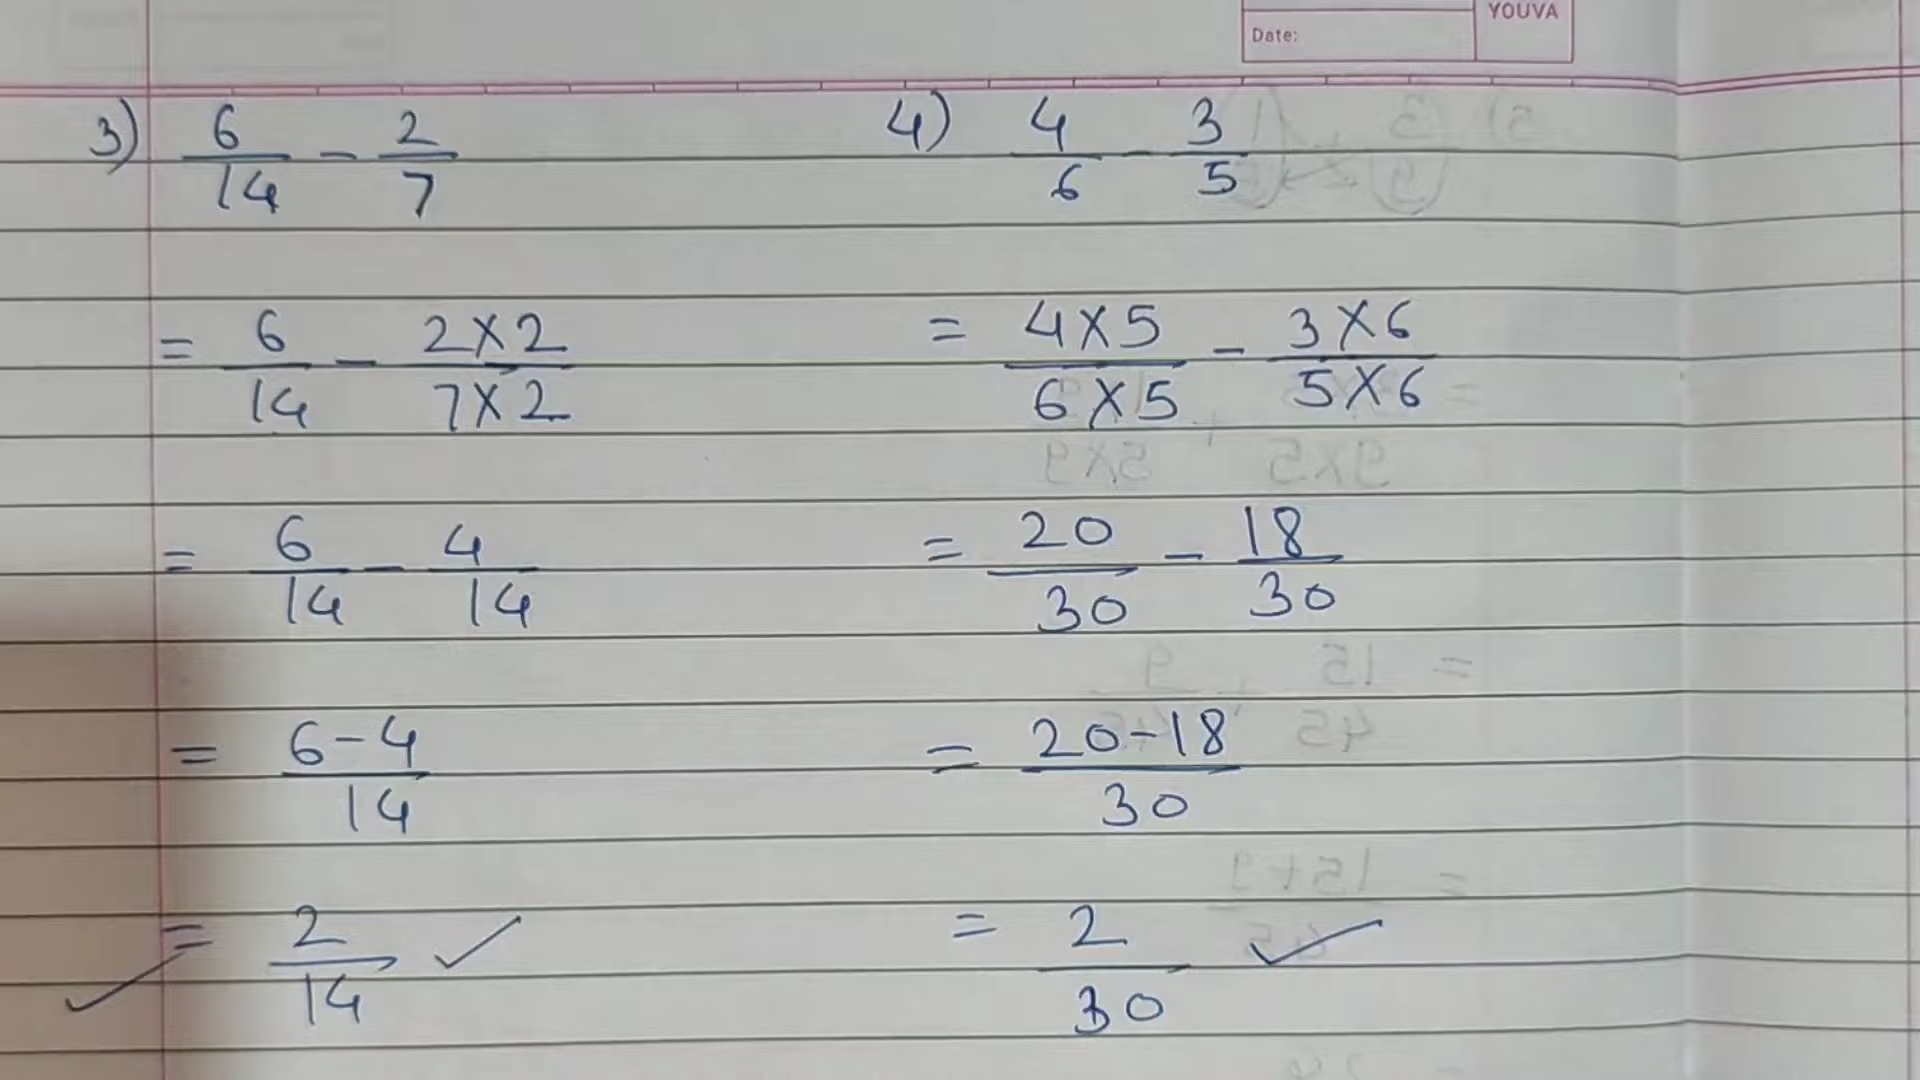 YOUVA
Date:
3) 6/14 - 2/7
= 6/14 - 2×2/7×2
= 6/14 - 4/14
= 6-4/14
= 2/14 ✓
4) 4/6 - 3/5
= 4×5/6×5 - 3×6/5×6
= 20/30 - 18/30
= 20-18/30
= 2/30 ✓